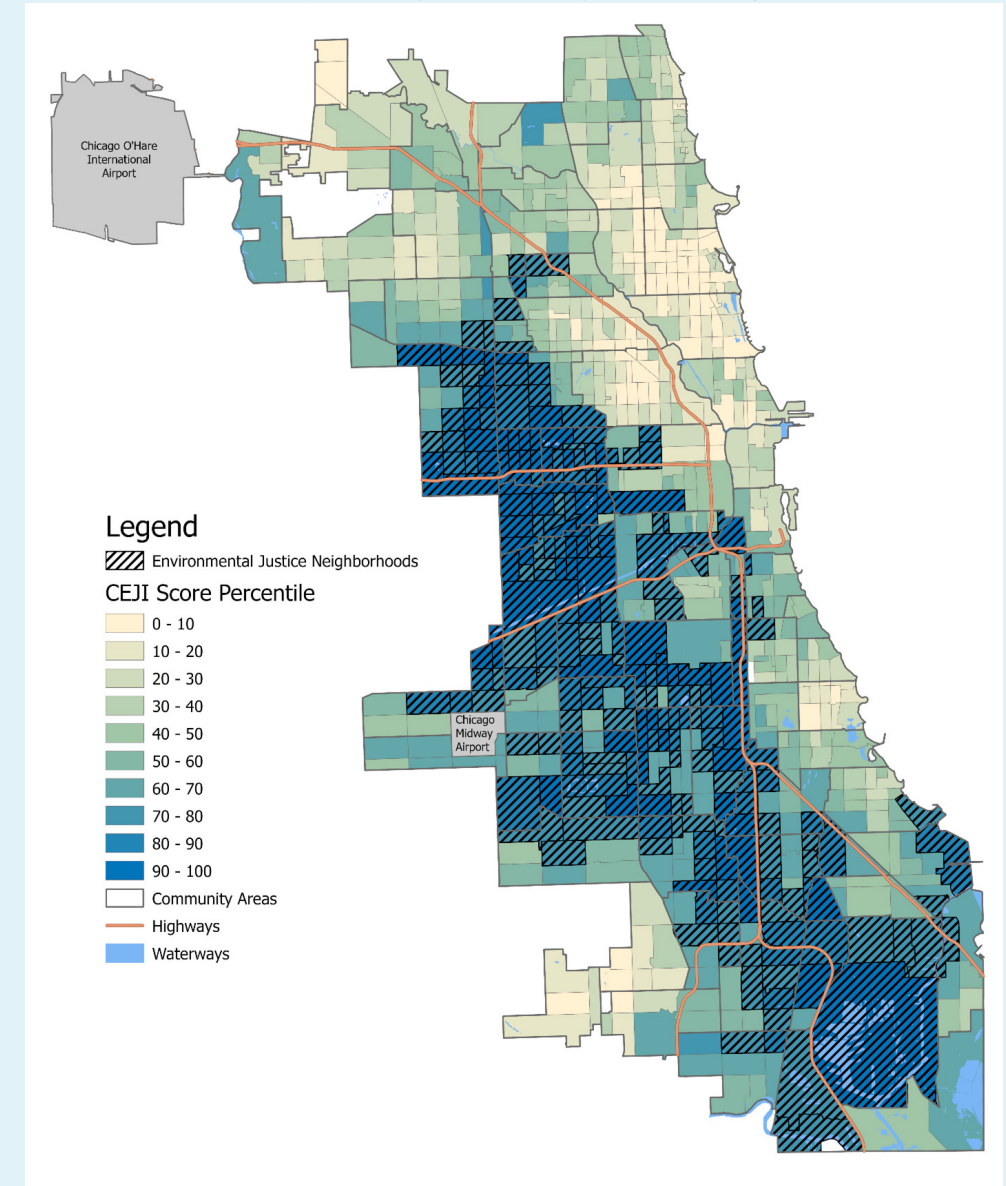 Chicago O'Hare
International
Airport
Legend
Environmental Justice Neighborhoods
CEJI Score Percentile
0 - 10
10 - 20
20 - 30
30 - 40
40 - 50
50 - 60
60 - 70
70 - 80
80 - 90
90 - 100
Community Areas
Highways
Waterways
Chicago
Midway
Airport